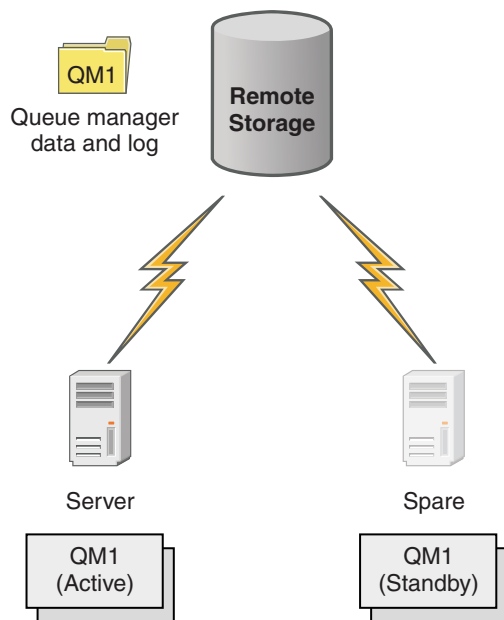 QM1
Queue manager
data and log
Remote
Storage
Server
Spare
QM1
(Active)
QM1
(Standby)